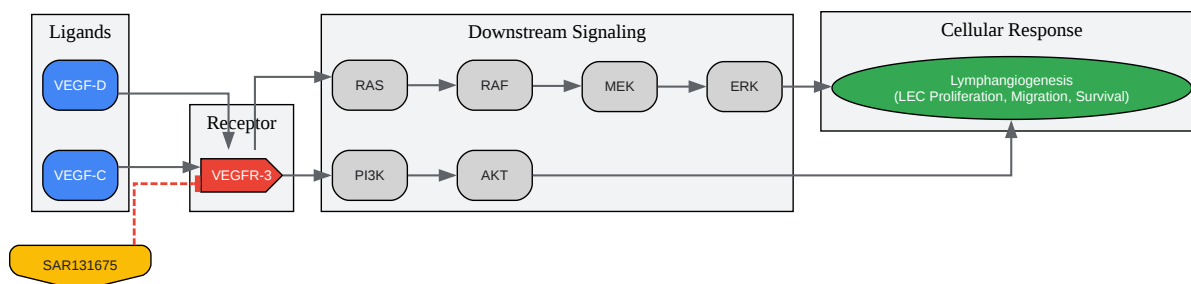 Ligands
VEGF-D
VEGF-C
Receptor
VEGFR-3
SAR131675
Downstream Signaling
RAS
RAF
MEK
ERK
PI3K
AKT
Cellular Response
Lymphangiogenesis
(LEC Proliferation, Migration, Survival)